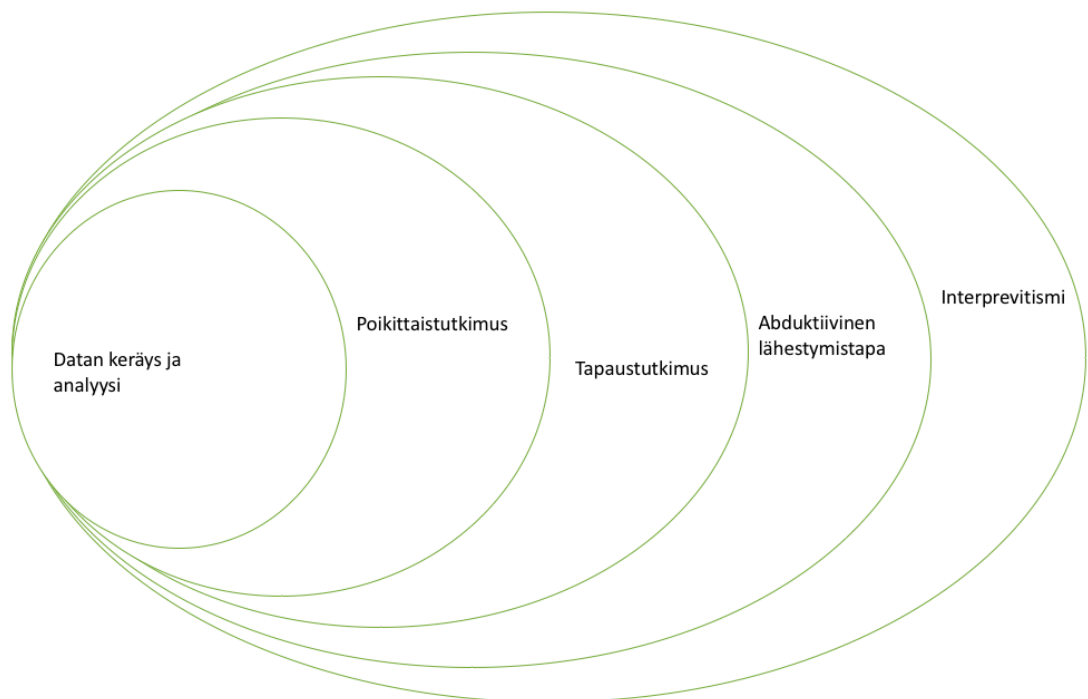 Datan keräys ja
analyysi
Poikittaistutkimus
Tapaustutkimus
Abduktiivinen
lähestymistapa
Interprevitismi